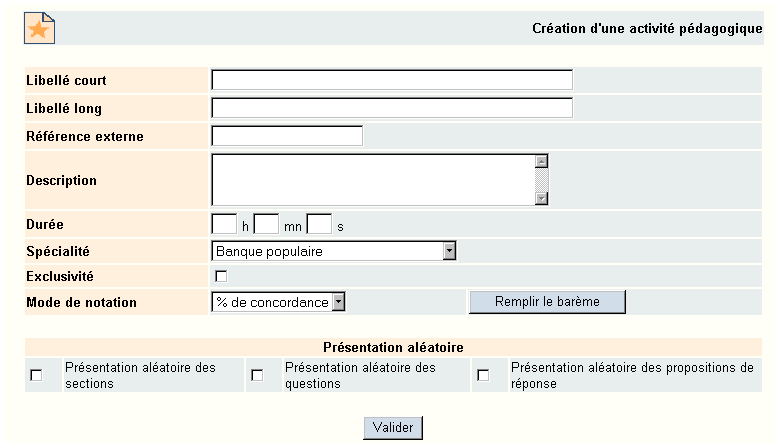 Création d'une activité pédagogique
Libellé court
Libellé long
Référence externe
Description
Durée h mn s
Spécialité Banque populaire
Exclusivité
Mode de notation % de concordance Remplir le barème
Présentation aléatoire
Présentation aléatoire des sections
Présentation aléatoire des questions
Présentation aléatoire des propositions de réponse
Valider